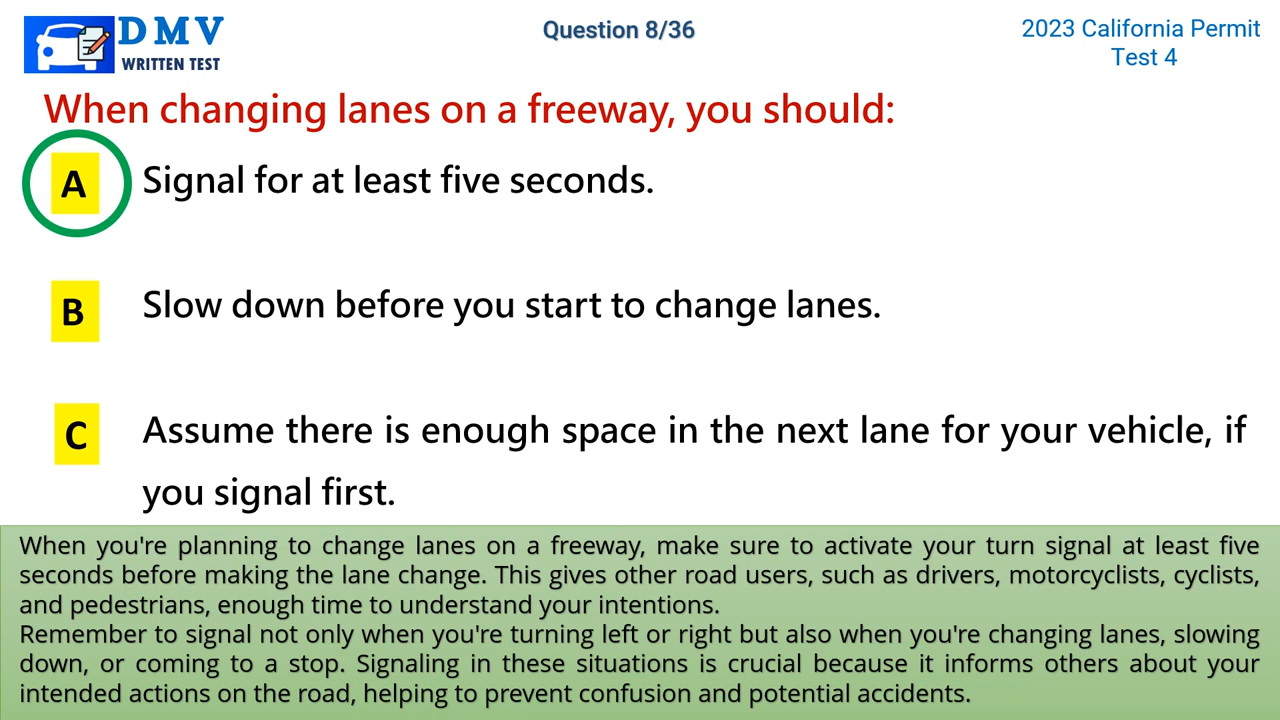 DMV
WRITTEN TEST
Question 8/36
2023 California Permit
Test 4
When changing lanes on a freeway, you should:
A Signal for at least five seconds.
B Slow down before you start to change lanes.
C Assume there is enough space in the next lane for your vehicle, if
you signal first.
When you're planning to change lanes on a freeway, make sure to activate your turn signal at least five
seconds before making the lane change. This gives other road users, such as drivers, motorcyclists, cyclists,
and pedestrians, enough time to understand your intentions.
Remember to signal not only when you're turning left or right but also when you're changing lanes, slowing
down, or coming to a stop. Signaling in these situations is crucial because it informs others about your
intended actions on the road, helping to prevent confusion and potential accidents.